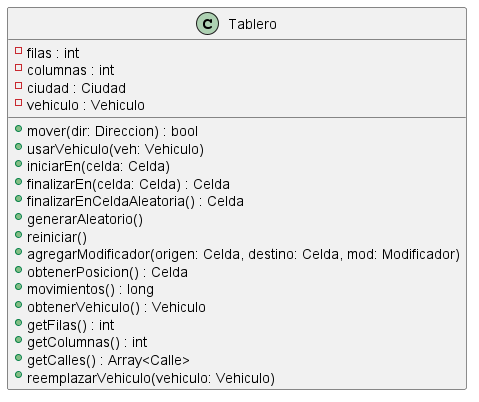 C Tablero
filas : int
columnas : int
ciudad : Ciudad
vehiculo : Vehiculo
mover(dir: Direccion) : bool
usarVehiculo(veh: Vehiculo)
iniciarEn(celda: Celda)
finalizarEn(celda: Celda) : Celda
finalizarEnCeldaAleatoria() : Celda
generarAleatorio()
reiniciar()
agregarModificador(origen: Celda, destino: Celda, mod: Modificador)
obtenerPosicion() : Celda
movimientos() : long
obtenerVehiculo() : Vehiculo
getFilas() : int
getColumnas() : int
getCalles() : Array<Calle>
reemplazarVehiculo(vehiculo: Vehiculo)